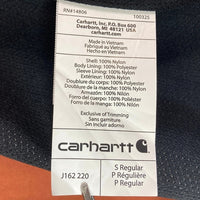 RN#14806 100325
Carhartt, Inc. P.O. Box 600
Dearborn, MI 48121 USA
carhartt.com
Made in Vietnam
Fabriqué au Vietnam
Hecho en Vietnam
Shell: 100% Nylon
Body Lining: 100% Polyester
Sleeve Lining: 100% Nylon
Extérieur: 100% Nylon
Doublure du corps: 100% Polyester
Doublure de la manche: 100% Nylon
Armazón: 100% Nilón
Forro del cuerpo: 100% Poliéster
Forro de la manga: 100% Nilón
Exclusive of Trimming
Sans garniture
Sin incluir adorno
carhartt
J162 220
S Regular
P Régulière
P Regular